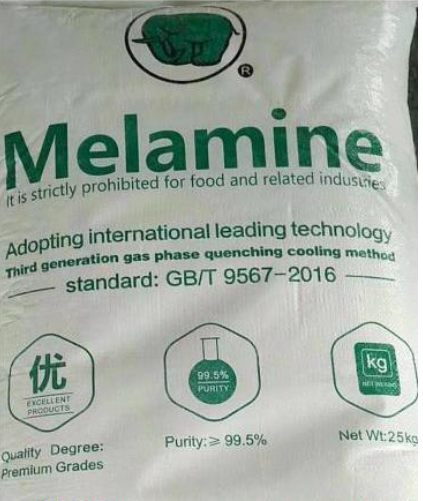 ®
Melamine
It is strictly prohibited for food and related industries
Adopting international leading technology
Third generation gas phase quenching cooling method
standard: GB/T 9567-2016
优
EXCELLENT
PRODUCTS
99.5%
PURITY
kg
NET WEIGHT
Quality Degree:
Premium Grades
Purity:≥ 99.5%
Net Wt:25kg